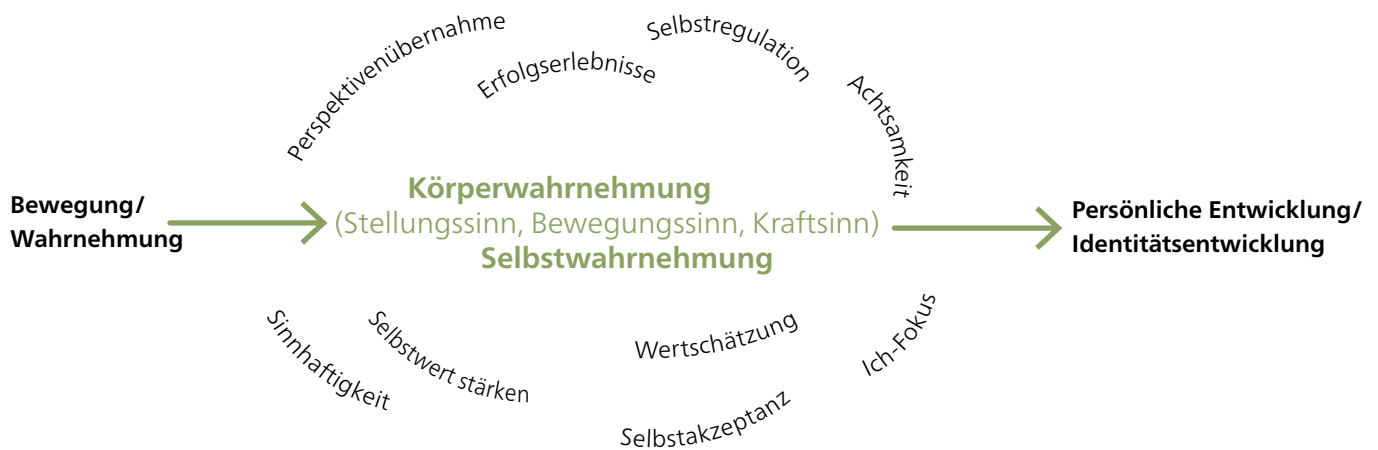 Perspektivenübernahme
Erfolgserlebnisse
Selbstregulation
Achtsamkeit
Bewegung/
Wahrnehmung
Körperwahrnehmung
(Stellungssinn, Bewegungssinn, Kraftsinn)
Selbstwahrnehmung
Persönliche Entwicklung/
Identitätsentwicklung
Sinnhaftigkeit
Selbstwert stärken
Wertschätzung
Selbstakzeptanz
Ich-Fokus